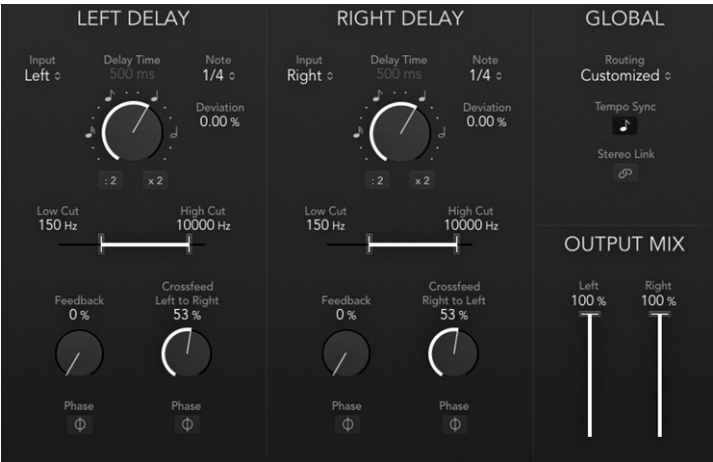 LEFT DELAY
Input
Left
Delay Time
500 ms
Note
1/4
Deviation
0.00 %
: 2
x 2
Low Cut
150 Hz
High Cut
10000 Hz
Feedback
0 %
Crossfeed
Left to Right
53 %
Phase
Phase
RIGHT DELAY
Input
Right
Delay Time
500 ms
Note
1/4
Deviation
0.00 %
: 2
x 2
Low Cut
150 Hz
High Cut
10000 Hz
Feedback
0 %
Crossfeed
Right to Left
53 %
Phase
Phase
GLOBAL
Routing
Customized
Tempo Sync
Stereo Link
OUTPUT MIX
Left
100 %
Right
100 %